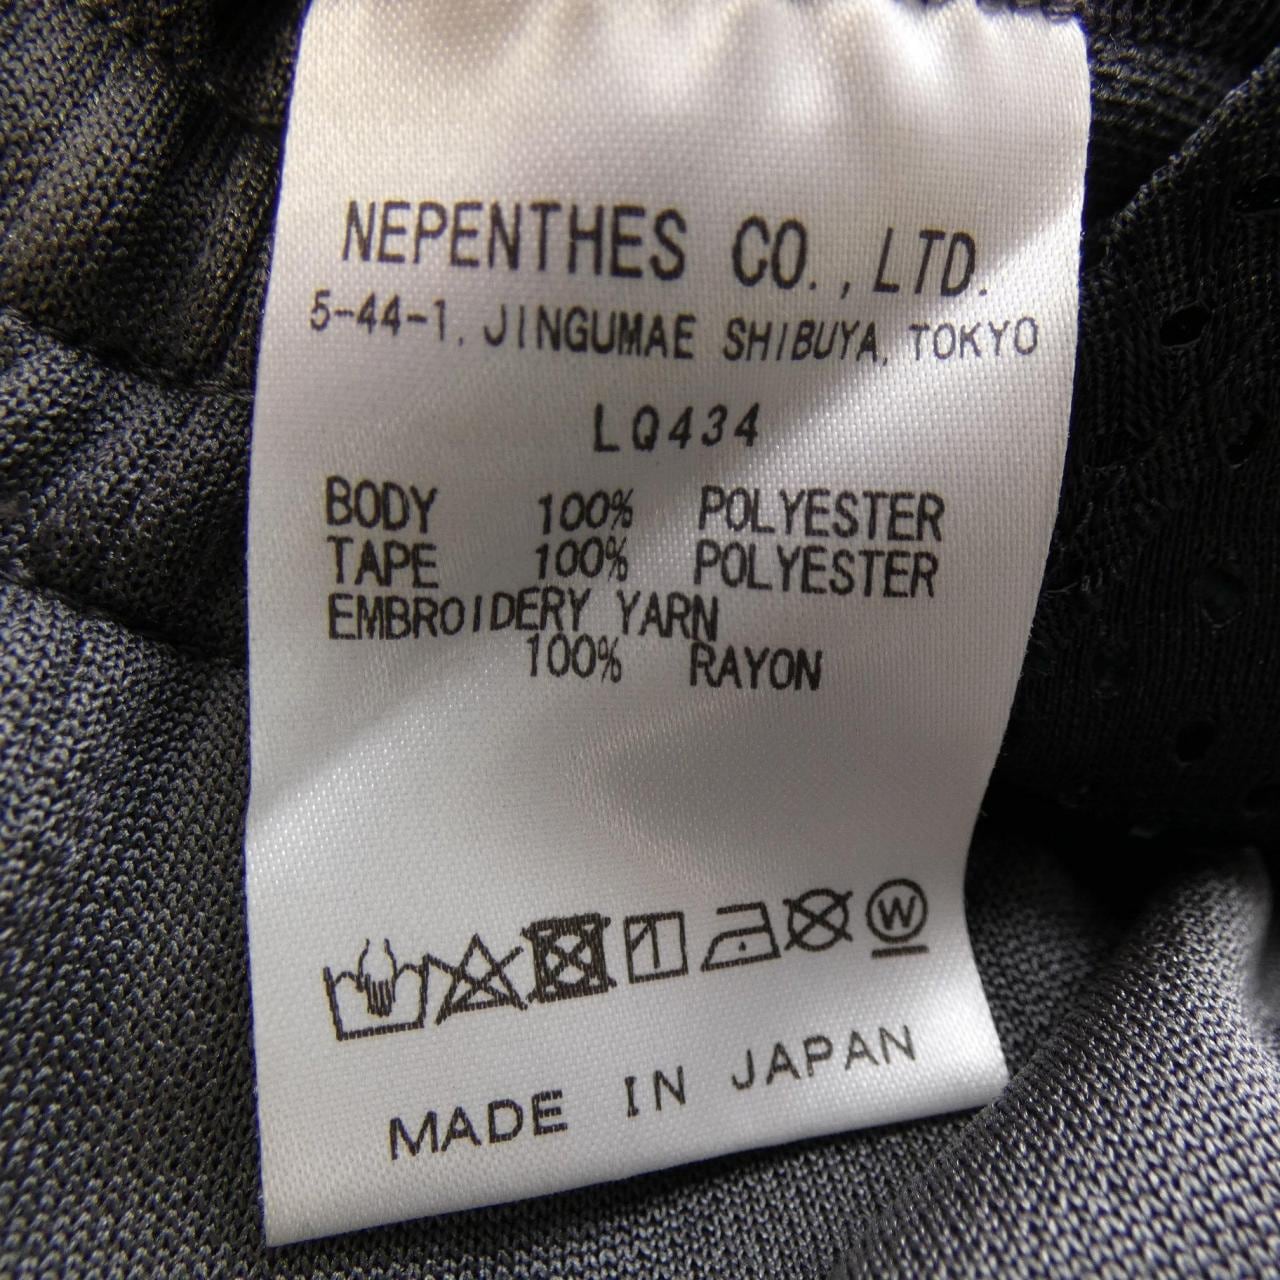 NEPENTHES CO., LTD.
5-44-1, JINGUMAE SHIBUYA, TOKYO
LQ434
BODY 100% POLYESTER
TAPE 100% POLYESTER
EMBROIDERY YARN
100% RAYON
W
MADE IN JAPAN